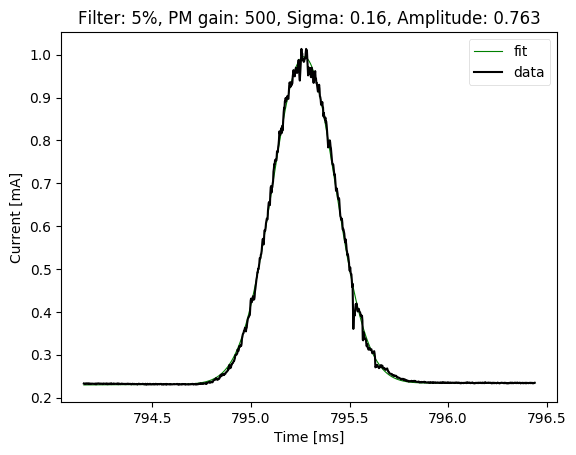 Filter: 5%, PM gain: 500, Sigma: 0.16, Amplitude: 0.763
fit
data
1.0
0.9
0.8
0.7
0.6
0.5
0.4
0.3
0.2
Current [mA]
794.5 795.0 795.5 796.0 796.5
Time [ms]